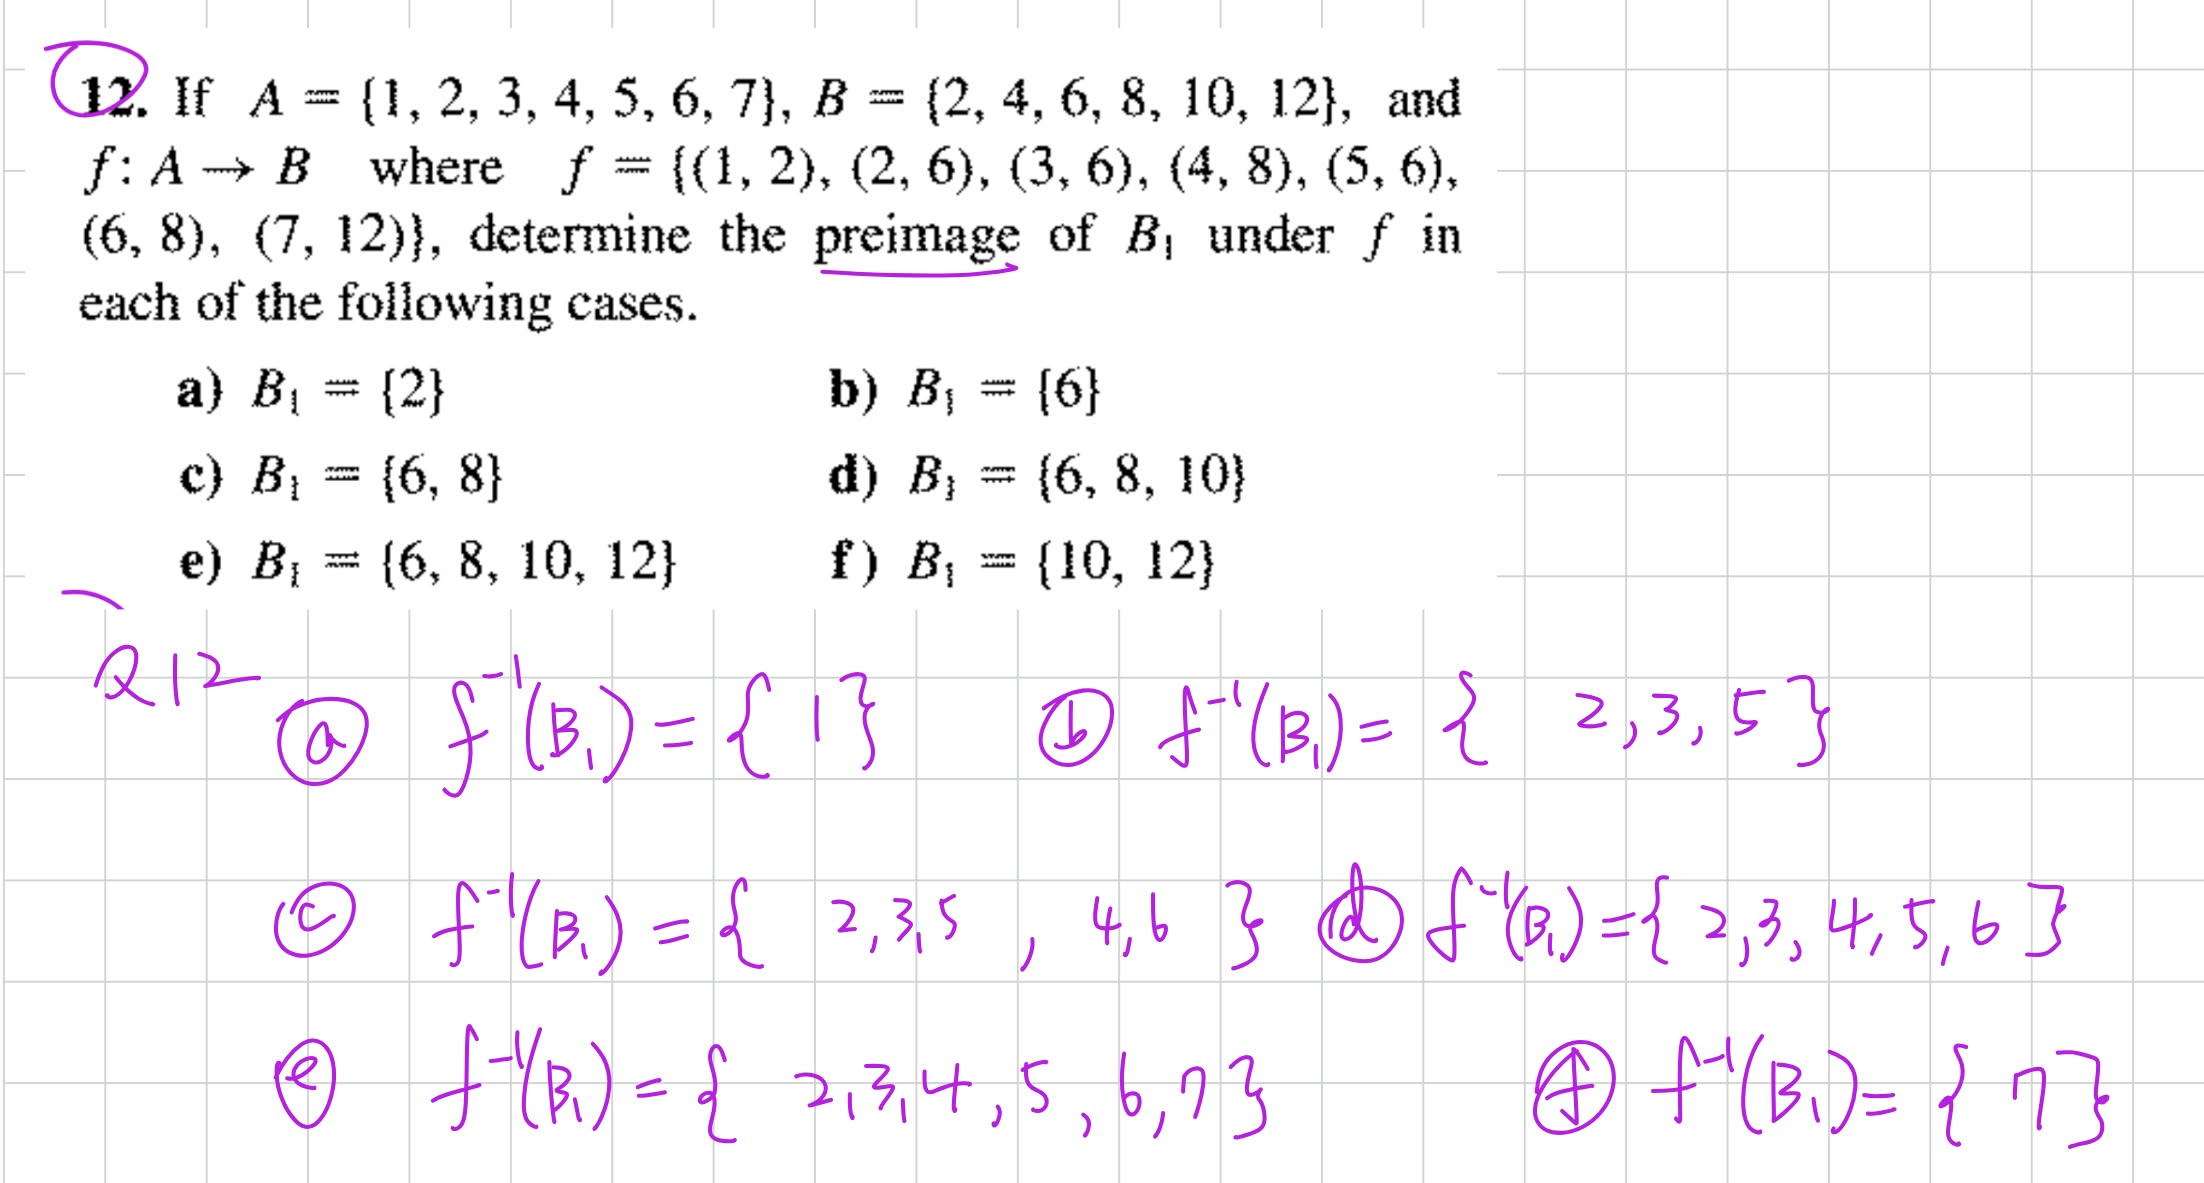 12. If A = {1, 2, 3, 4, 5, 6, 7}, B = {2, 4, 6, 8, 10, 12}, and
f: A → B where f = {(1, 2), (2, 6), (3, 6), (4, 8), (5, 6),
(6, 8), (7, 12)}, determine the preimage of B₁ under f in
each of the following cases.
a) B₁ = {2} b) B₁ = {6}
c) B₁ = {6, 8} d) B₁ = {6, 8, 10}
e) B₁ = {6, 8, 10, 12} f) B₁ = {10, 12}
Q12
ⓐ f⁻¹(B₁) = { 1 } ⓑ f⁻¹(B₁) = { 2, 3, 5 }
ⓒ f⁻¹(B₁) = { 2, 3, 5 , 4, 6 } ⓓ f⁻¹(B₁) = { 2, 3, 4, 5, 6 }
ⓔ f⁻¹(B₁) = { 2, 3, 4, 5, 6, 7 } ⓕ f⁻¹(B₁) = { 7 }